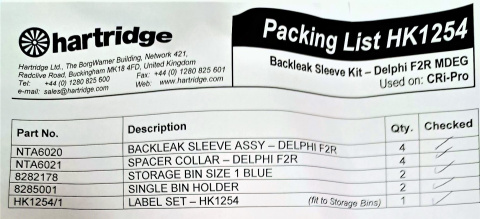 hartridge
Hartridge Ltd., The BorgWarner Building, Network 421,
Radclive Road, Buckingham MK18 4FD, United Kingdom
Tel: +44 (0) 1280 825 600 Fax: +44 (0) 1280 825 601
e-mail: sales@hartridge.com Web: www.hartridge.com
Packing List HK1254
Backleak Sleeve Kit – Delphi F2R MDEG
Used on: CRi-Pro
Part No. Description Qty. Checked
NTA6020 BACKLEAK SLEEVE ASSY – DELPHI F2R 4
NTA6021 SPACER COLLAR – DELPHI F2R 4
8282178 STORAGE BIN SIZE 1 BLUE 2
8285001 SINGLE BIN HOLDER 2
HK1254/1 LABEL SET – HK1254 (fit to Storage Bins) 1